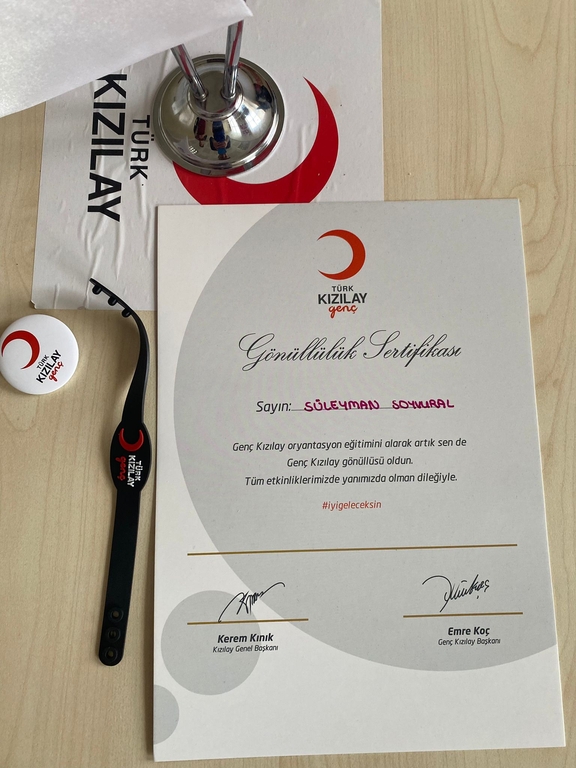 TÜRK
KIZILAY
TÜRK
KIZILAY
genç
TÜRK
KIZILAY
genç
TÜRK
KIZILAY
genç
Gönüllülük Sertifikası
Sayın: SÜLEYMAN SOYVURAL
Genç Kızılay oryantasyon eğitimini alarak artık sen de
Genç Kızılay gönüllüsü oldun.
Tüm etkinliklerimizde yanımızda olman dileğiyle.
#iyigeleceksin
Kerem Kınık
Kızılay Genel Başkanı
Emre Koç
Genç Kızılay Başkanı